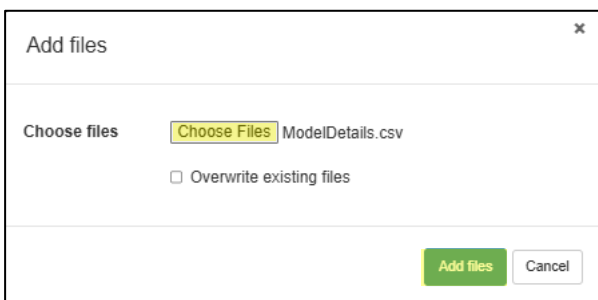 Add files
×
Choose files Choose Files ModelDetails.csv
Overwrite existing files
Add files Cancel